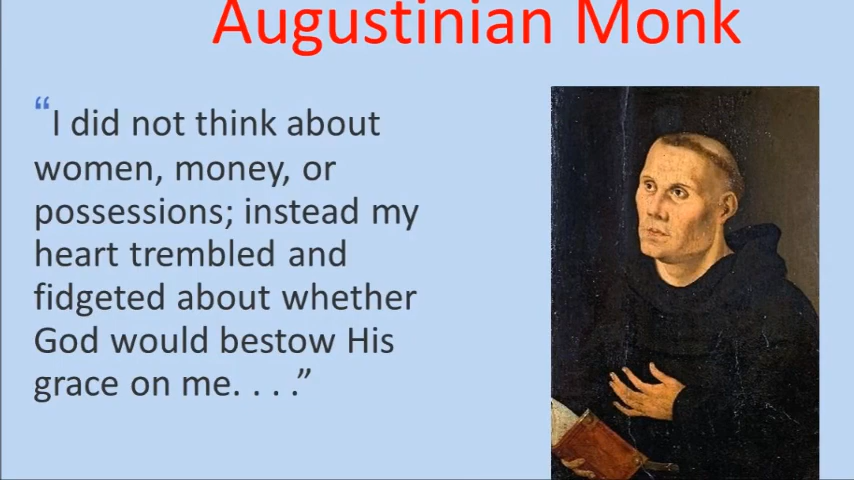 Augustinian Monk
“I did not think about
women, money, or
possessions; instead my
heart trembled and
fidgeted about whether
God would bestow His
grace on me. . . .”